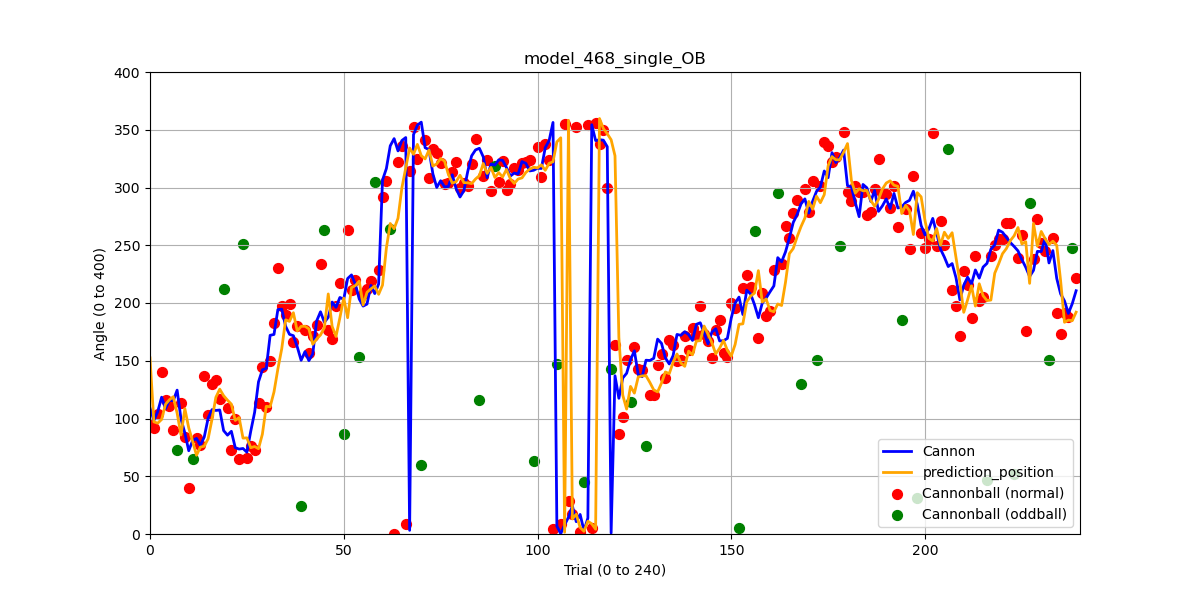 model_468_single_OB
400
350
300
250
200
150
100
50
0
Angle (0 to 400)
0 50 100 150 200
Trial (0 to 240)
Cannon
prediction_position
Cannonball (normal)
Cannonball (oddball)